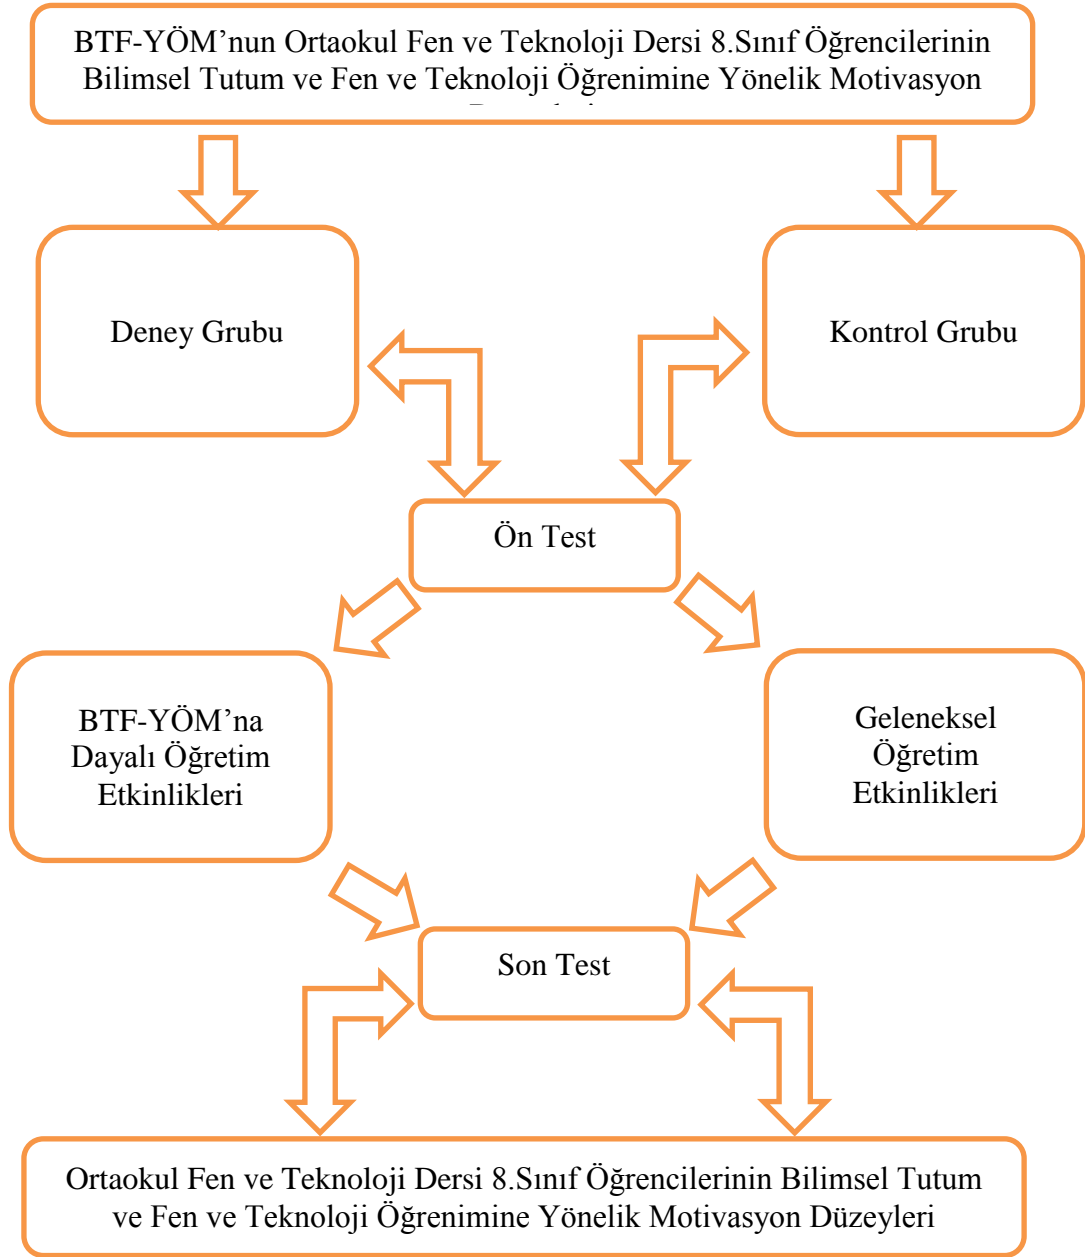 BTF-YÖM’nun Ortaokul Fen ve Teknoloji Dersi 8.Sınıf Öğrencilerinin
Bilimsel Tutum ve Fen ve Teknoloji Öğrenimine Yönelik Motivasyon
Deney Grubu
Kontrol Grubu
Ön Test
BTF-YÖM’na
Dayalı Öğretim
Etkinlikleri
Geleneksel
Öğretim
Etkinlikleri
Son Test
Ortaokul Fen ve Teknoloji Dersi 8.Sınıf Öğrencilerinin Bilimsel Tutum
ve Fen ve Teknoloji Öğrenimine Yönelik Motivasyon Düzeyleri